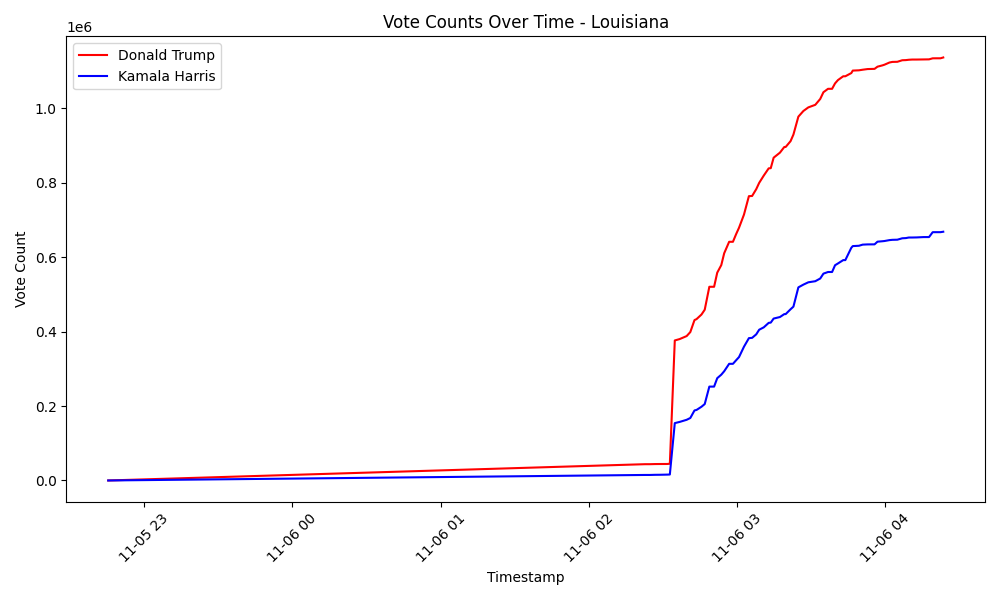 Vote Counts Over Time - Louisiana
1e6
Donald Trump
Kamala Harris
Vote Count
1.0
0.8
0.6
0.4
0.2
0.0
11-05 23
11-06 00
11-06 01
11-06 02
11-06 03
11-06 04
Timestamp